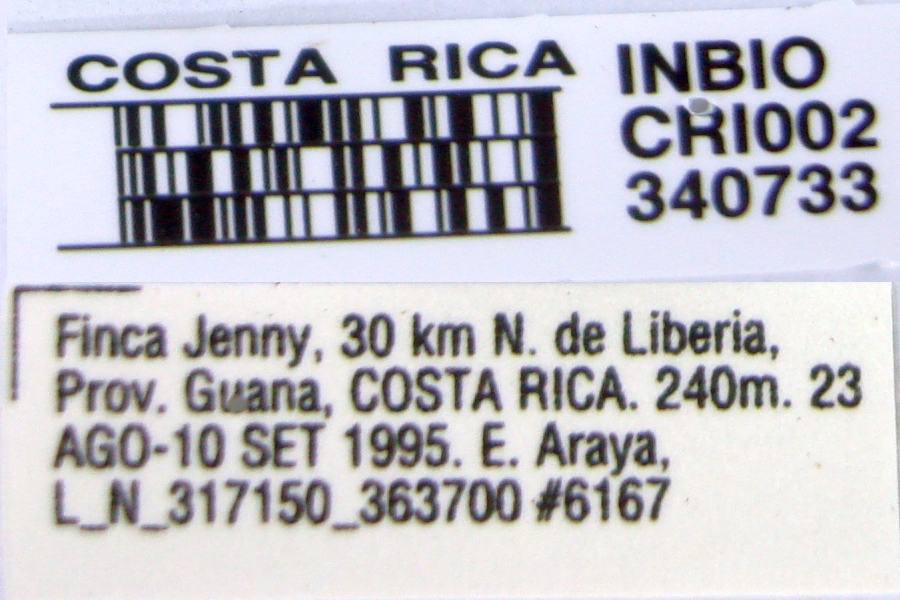 COSTA RICA
INBIO
CRI002
340733
Finca Jenny, 30 km N. de Liberia,
Prov. Guana, COSTA RICA. 240m. 23
AGO-10 SET 1995. E. Araya,
L_N_317150_363700 #6167